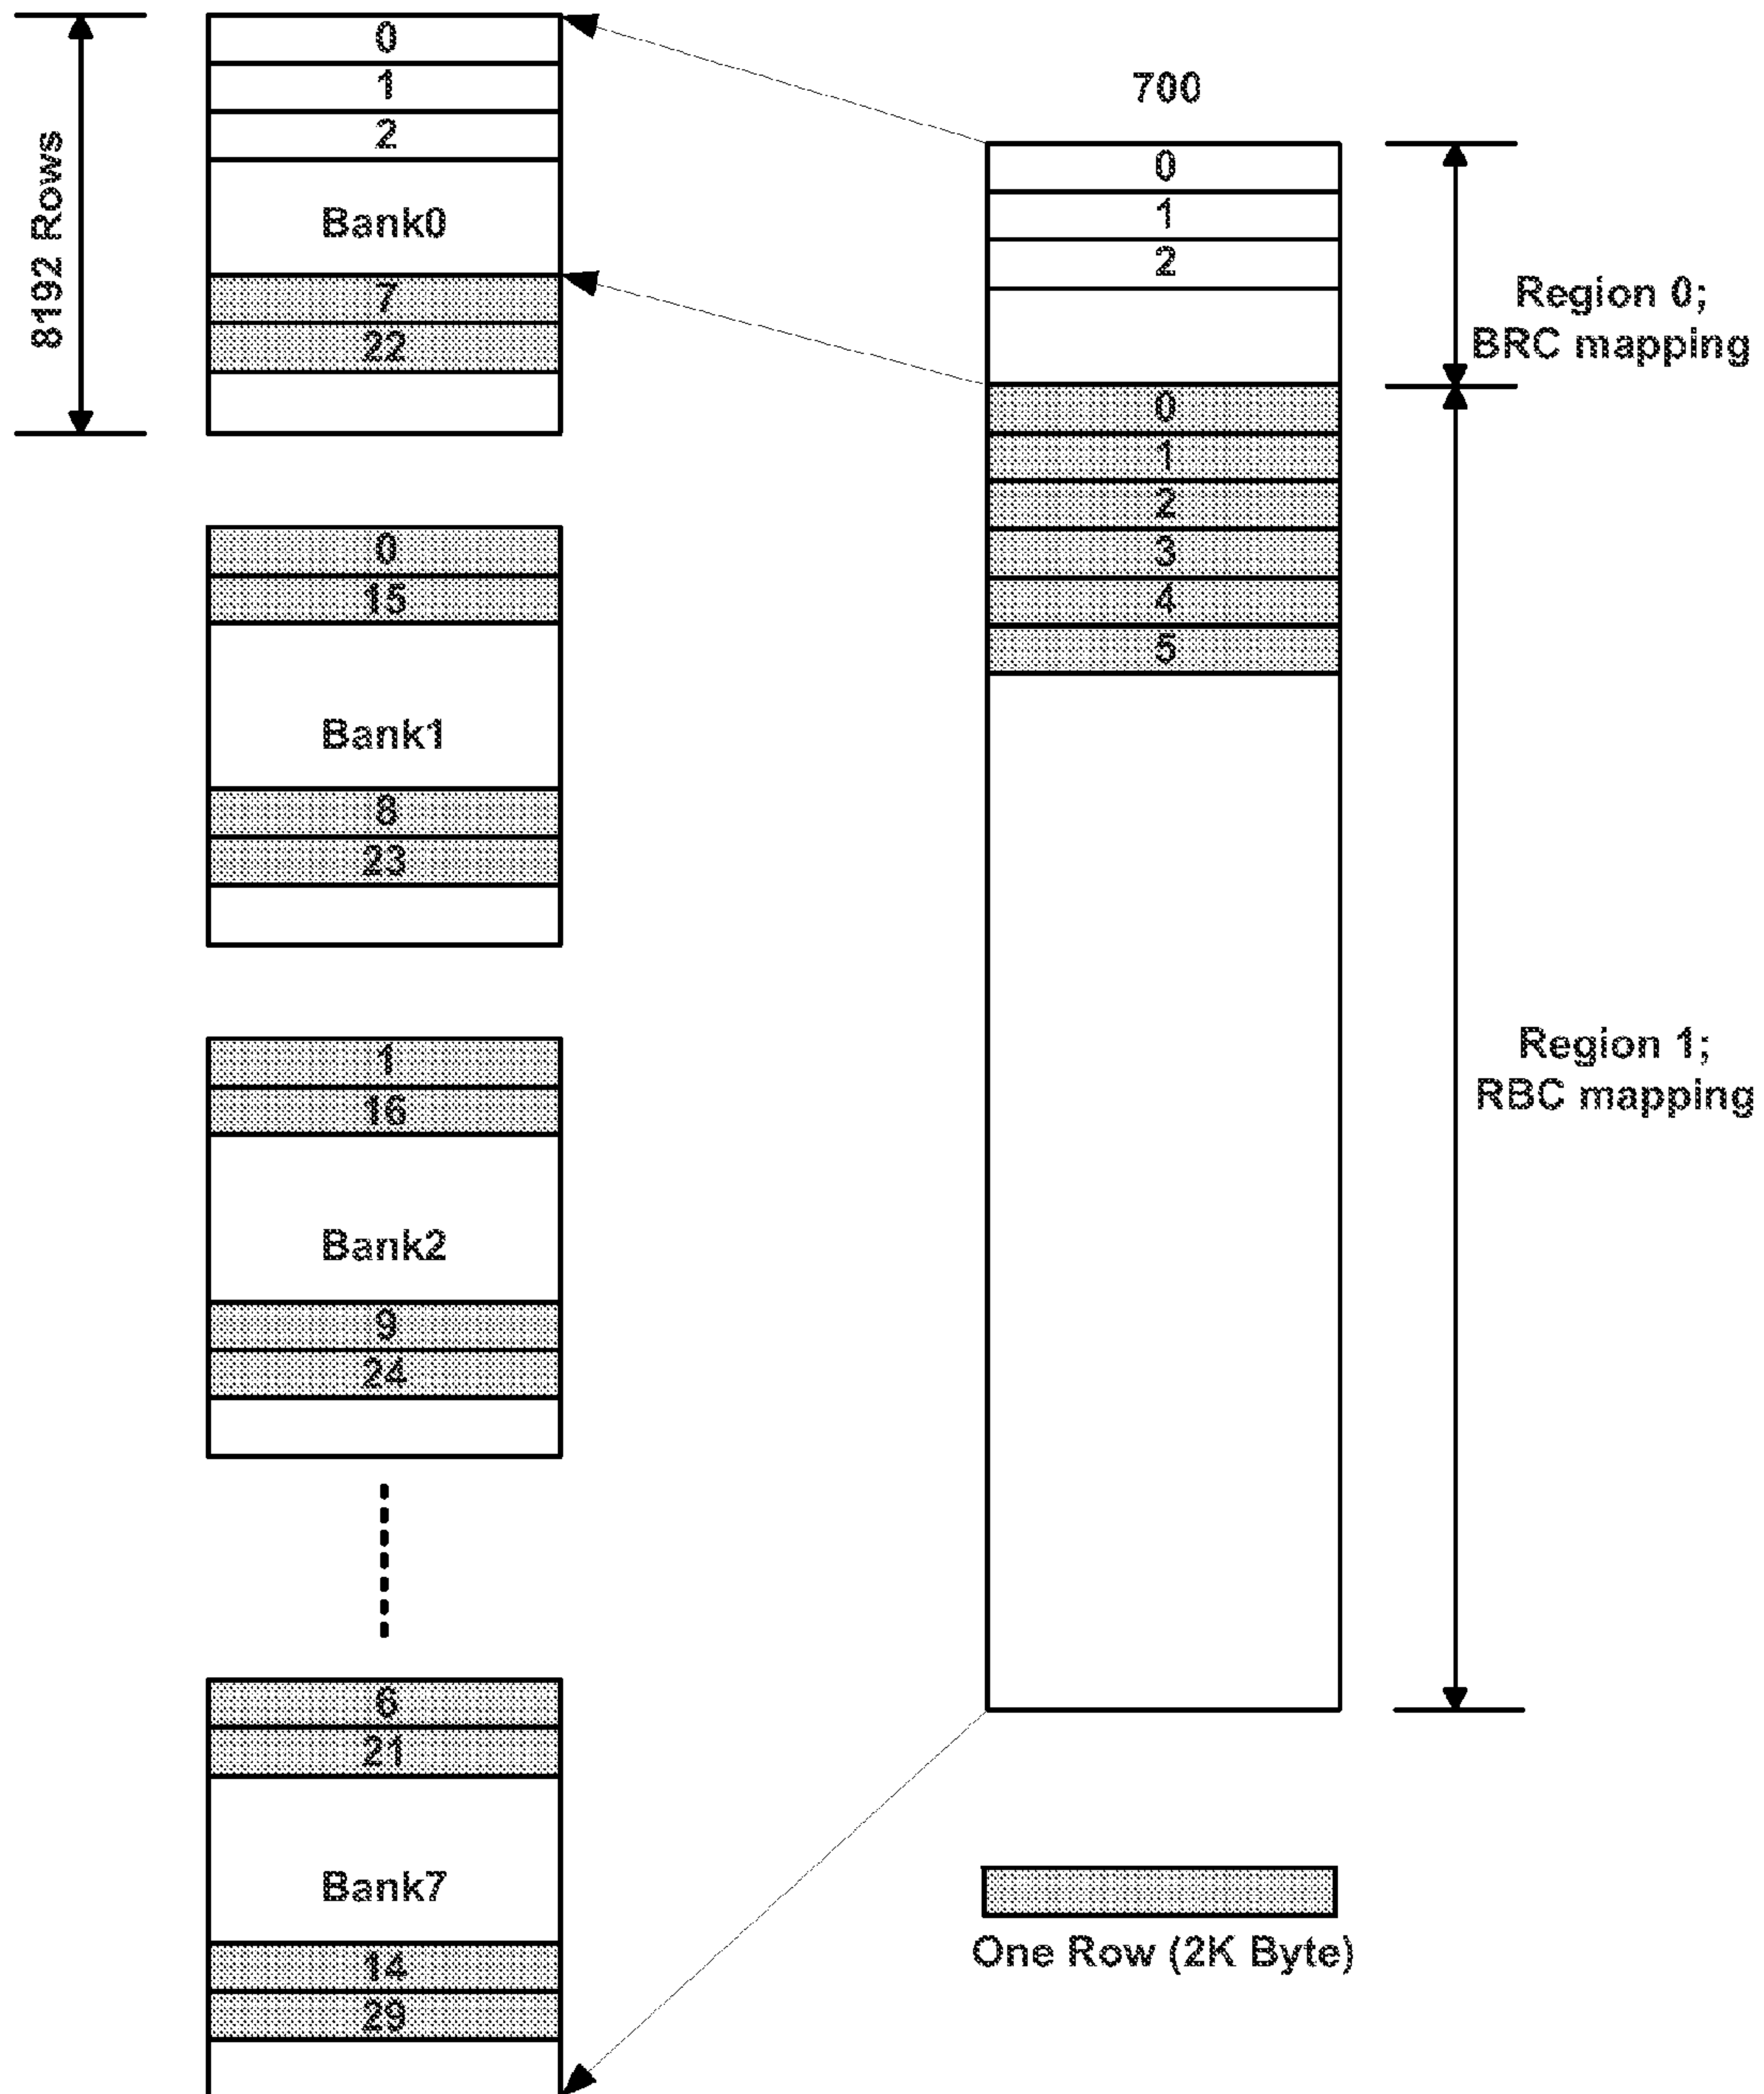 8192 Rows
0
1
2
Bank0
7
22
0
15
Bank1
8
23
1
16
Bank2
9
24
6
21
Bank7
14
29
700
0
1
2
0
1
2
3
4
5
Region 0;
BRC mapping
Region 1;
RBC mapping
One Row (2K Byte)